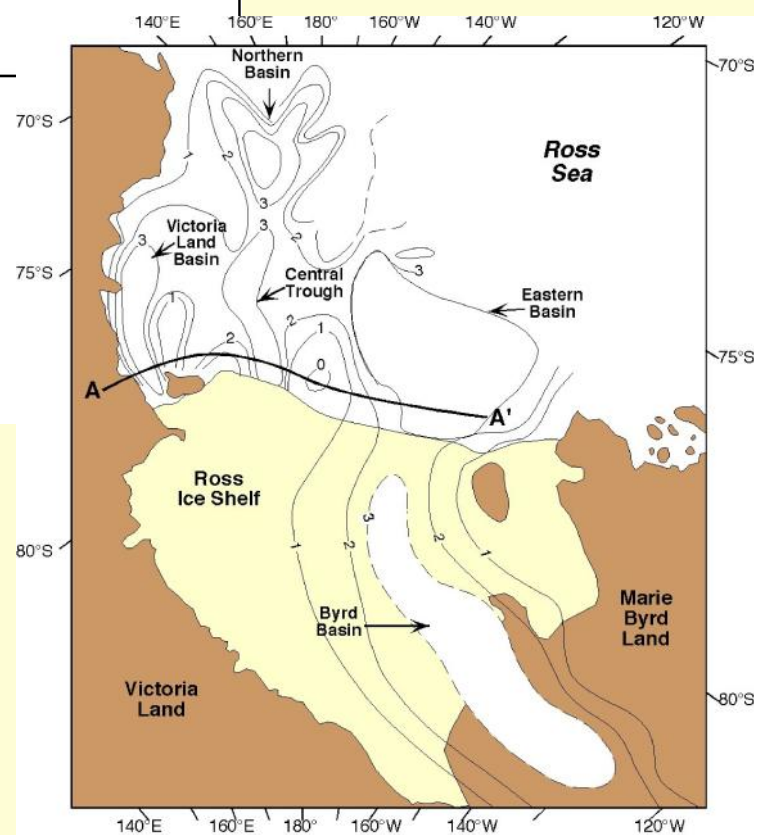 140°E 160°E 180° 160°W 140°W 120°W
70°S
70°S
Northern
Basin
Ross
Sea
1
2
3
3
2
Victoria
Land
Basin
3
75°S
Central
Trough
3
Eastern
Basin
1
2
2
1
0
75°S
A
A'
Ross
Ice Shelf
3
2
1
2
1
80°S
Byrd
Basin
Marie
Byrd
Land
Victoria
Land
80°S
140°E 160°E 180° 160°W 140°W 120°W